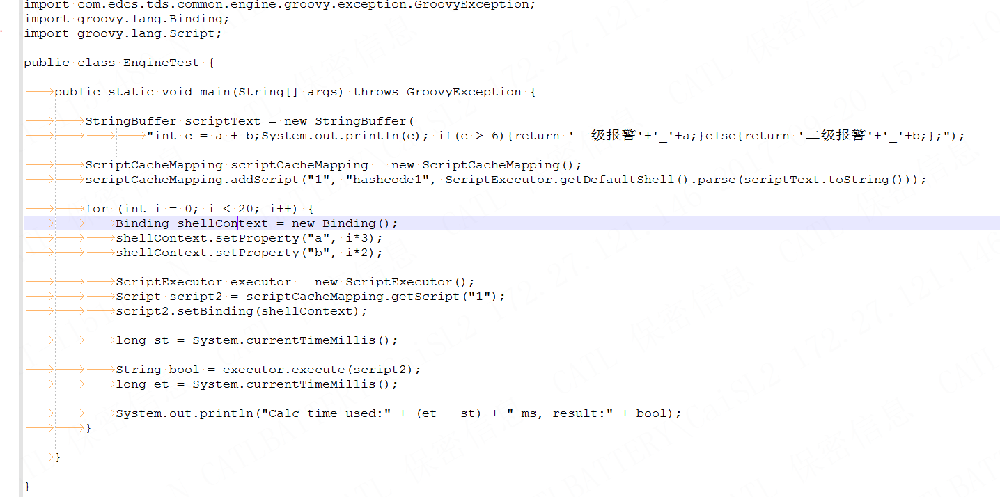 import com.edcs.tds.common.engine.groovy.exception.GroovyException;
import groovy.lang.Binding;
import groovy.lang.Script;
public class EngineTest {
public static void main(String[] args) throws GroovyException {
StringBuffer scriptText = new StringBuffer(
"int c = a + b;System.out.println(c); if(c > 6){return '一级报警'+'_'+a;}else{return '二级报警'+'_'+b;};");
ScriptCacheMapping scriptCacheMapping = new ScriptCacheMapping();
scriptCacheMapping.addScript("1", "hashcode1", ScriptExecutor.getDefaultShell().parse(scriptText.toString()));
for (int i = 0; i < 20; i++) {
Binding shellContext = new Binding();
shellContext.setProperty("a", i*3);
shellContext.setProperty("b", i*2);
ScriptExecutor executor = new ScriptExecutor();
Script script2 = scriptCacheMapping.getScript("1");
script2.setBinding(shellContext);
long st = System.currentTimeMillis();
String bool = executor.execute(script2);
long et = System.currentTimeMillis();
System.out.println("Calc time used:" + (et - st) + " ms, result:" + bool);
}
}
}